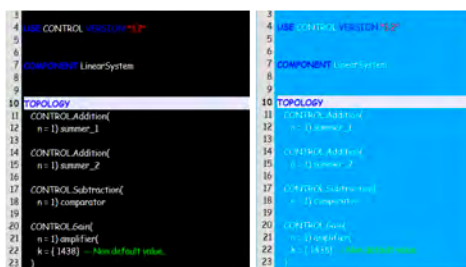 3
4 USE CONTROL VERSION "1.2"
5
6
7 COMPONENT LinearSystem
8
9
10 TOPOLOGY
11 CONTROL.Addition(
12 n = 1) summer_1
13
14 CONTROL.Addition(
15 n = 1) summer_2
16
17 CONTROL.Subtraction(
18 n = 1) comparator
19
20 CONTROL.Gain(
21 n = 1) amplifier(
22 k = { 1438} -- Non default value.
23 )
3
4 USE CONTROL VERSION
5
6
7 COMPONENT LinearSystem
8
9
10 TOPOLOGY
11 CONTROL.Addition(
12 n = 1) summer_1
13
14 CONTROL.Addition(
15 n = 1) summer_2
16
17 CONTROL.Subtraction(
18 n = 1) comparator
19
20 CONTROL.Gain(
21 n = 1) amplifier(
22 k = { 1438} -- Non default value.
23 )